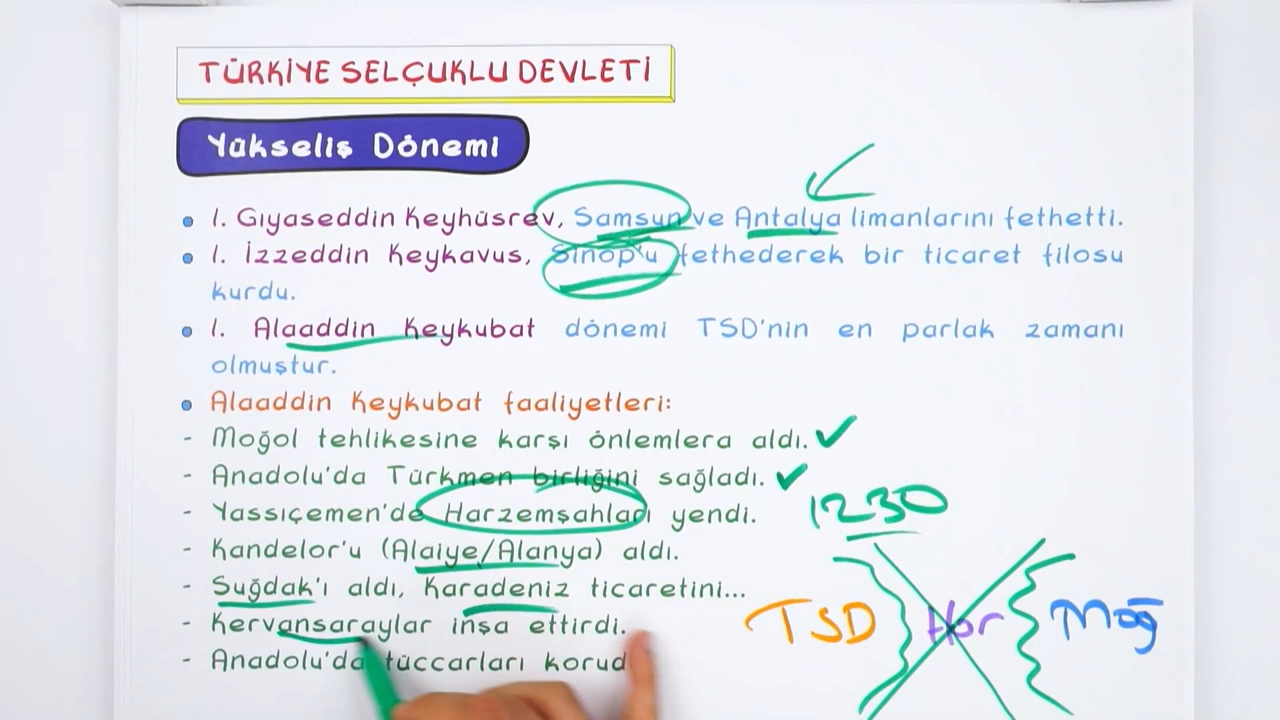 TÜRKİYE SELÇUKLU DEVLETİ
Yükseliş Dönemi
I. Gıyaseddin Keyhüsrev, Samsun ve Antalya limanlarını fethetti.
I. İzzeddin Keykavus, Sinop'u fethederek bir ticaret filosu
kurdu.
I. Alaaddin Keykubat dönemi TSD'nin en parlak zamanı
olmuştur.
Alaaddin Keykubat faaliyetleri:
- Moğol tehlikesine karşı önlemlera aldı.
- Anadolu'da Türkmen birliğini sağladı.
- Yassıçemen'de Harzemşahları yendi.
1230
- Kandelor'u (Alaiye/Alanya) aldı.
- Suğdak'ı aldı, Karadeniz ticaretini...
- Kervansaraylar inşa ettirdi.
TSD Har Moğ
- Anadolu'da tüccarları korud